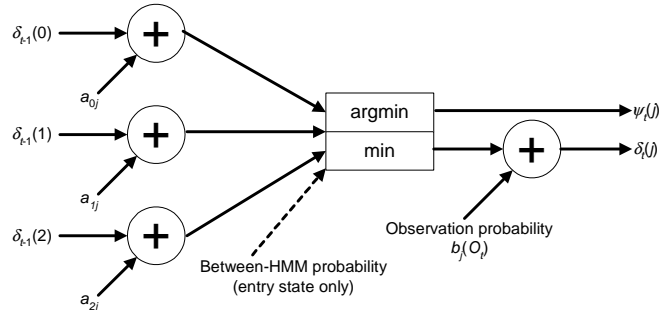 δt-1(0)
+
a0j
argmin
ψt(j)
δt-1(1)
+
min
+
δt(j)
a1j
δt-1(2)
+
Observation probability
bj(Ot)
Between-HMM probability
(entry state only)
a2j